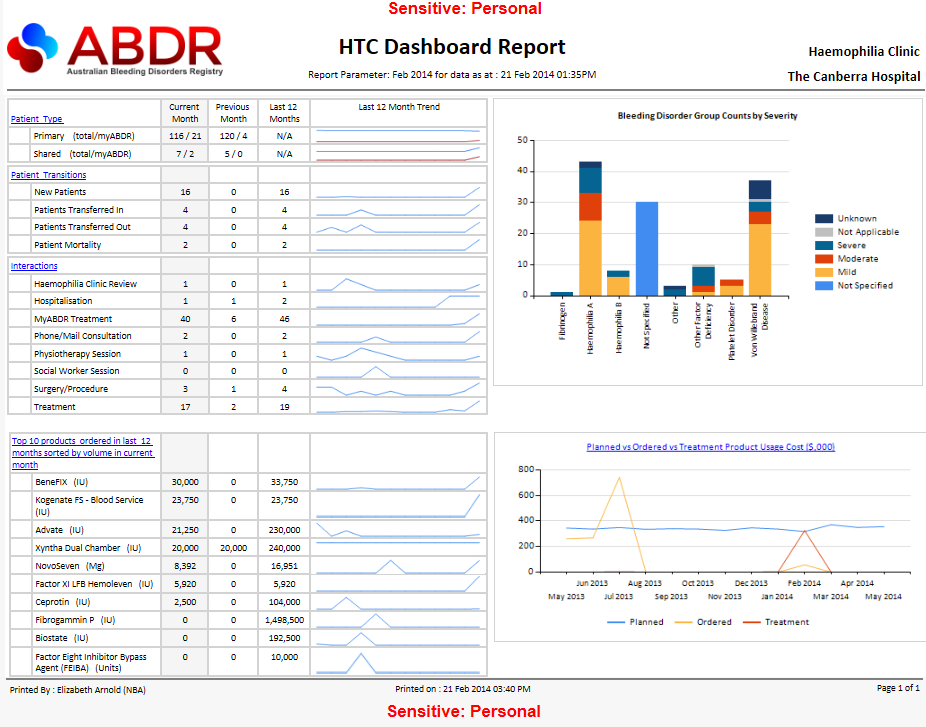 Sensitive: Personal
ABDR
Australian Bleeding Disorders Registry
HTC Dashboard Report
Report Parameter: Feb 2014 for data as at : 21 Feb 2014 01:35PM
Haemophilia Clinic
The Canberra Hospital
Patient Type Current Month Previous Month Last 12 Months Last 12 Month Trend
Primary (total/myABDR) 116 / 21 120 / 4 N/A
Shared (total/myABDR) 7 / 2 5 / 0 N/A
Patient Transitions
New Patients 16 0 16
Patients Transferred In 4 0 4
Patients Transferred Out 4 0 4
Patient Mortality 2 0 2
Interactions
Haemophilia Clinic Review 1 0 1
Hospitalisation 1 1 2
MyABDR Treatment 40 6 46
Phone/Mail Consultation 2 0 2
Physiotherapy Session 1 0 1
Social Worker Session 0 0 0
Surgery/Procedure 3 1 4
Treatment 17 2 19
Bleeding Disorder Group Counts by Severity
50
40
30
20
10
0
Fibrinogen
Haemophilia A
Haemophilia B
Not Specified
Other
Other Factor Deficiency
Platelet Disorder
Von Willebrand Disease
Unknown
Not Applicable
Severe
Moderate
Mild
Not Specified
Top 10 products ordered in last 12
months sorted by volume in current
month
BeneFIX (IU) 30,000 0 33,750
Kogenate FS - Blood Service
(IU) 23,750 0 23,750
Advate (IU) 21,250 0 230,000
Xyntha Dual Chamber (IU) 20,000 20,000 240,000
NovoSeven (Mg) 8,392 0 16,951
Factor XI LFB Hemoleven (IU) 5,920 0 5,920
Ceprotin (IU) 2,500 0 104,000
Fibrogammin P (IU) 0 0 1,498,500
Biostate (IU) 0 0 192,500
Factor Eight Inhibitor Bypass
Agent (FEIBA) (Units) 0 0 10,000
Planned vs Ordered vs Treatment Product Usage Cost ($,000)
800
600
400
200
0
Jun 2013 Aug 2013 Oct 2013 Dec 2013 Feb 2014 Apr 2014
May 2013 Jul 2013 Sep 2013 Nov 2013 Jan 2014 Mar 2014 May 2014
Planned Ordered Treatment
Printed By : Elizabeth Arnold (NBA)
Printed on : 21 Feb 2014 03:40 PM
Page 1 of 1
Sensitive: Personal